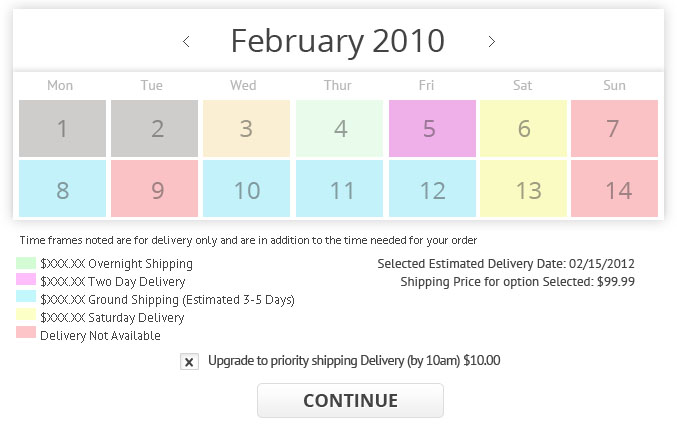 February 2010
Mon Tue Wed Thur Fri Sat Sun
1 2 3 4 5 6 7
8 9 10 11 12 13 14
Time frames noted are for delivery only and are in addition to the time needed for your order
$XXX.XX Overnight Shipping
$XXX.XX Two Day Delivery
$XXX.XX Ground Shipping (Estimated 3-5 Days)
$XXX.XX Saturday Delivery
Delivery Not Available
Selected Estimated Delivery Date: 02/15/2012
Shipping Price for option Selected: $99.99
Upgrade to priority shipping Delivery (by 10am) $10.00
CONTINUE